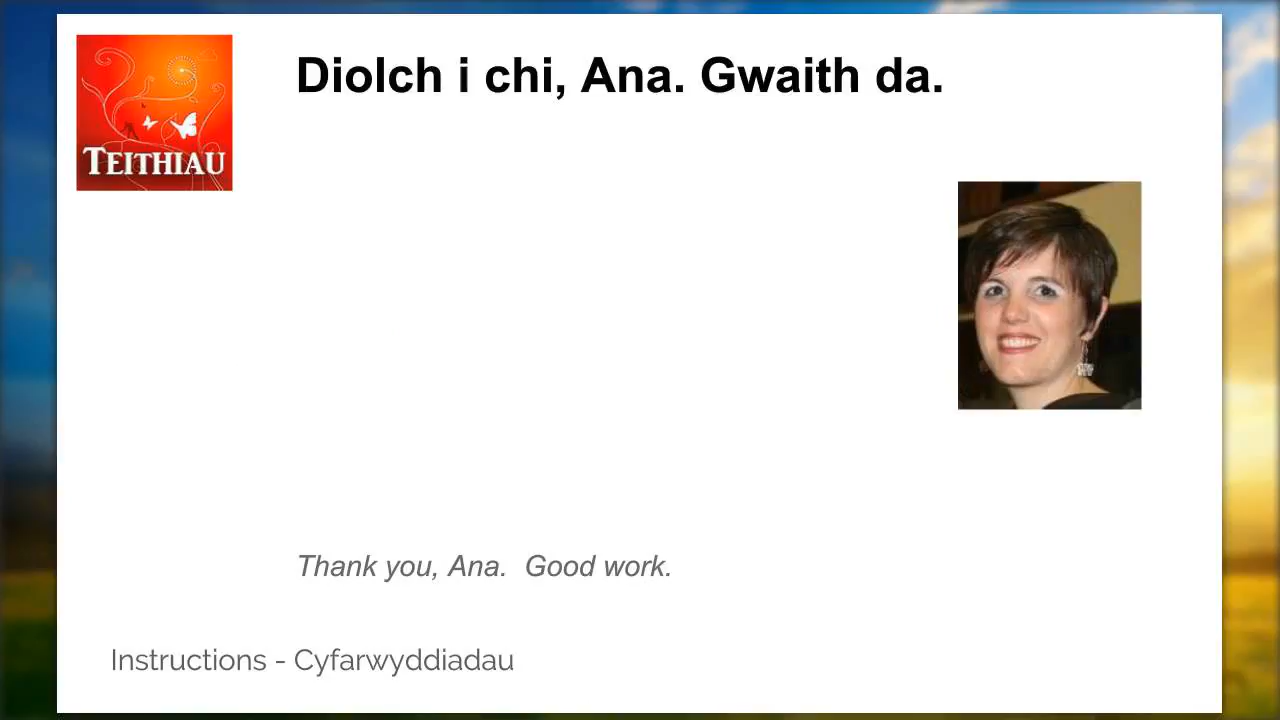 Diolch i chi, Ana. Gwaith da.
TEITHIAU
Thank you, Ana. Good work.
Instructions - Cyfarwyddiadau